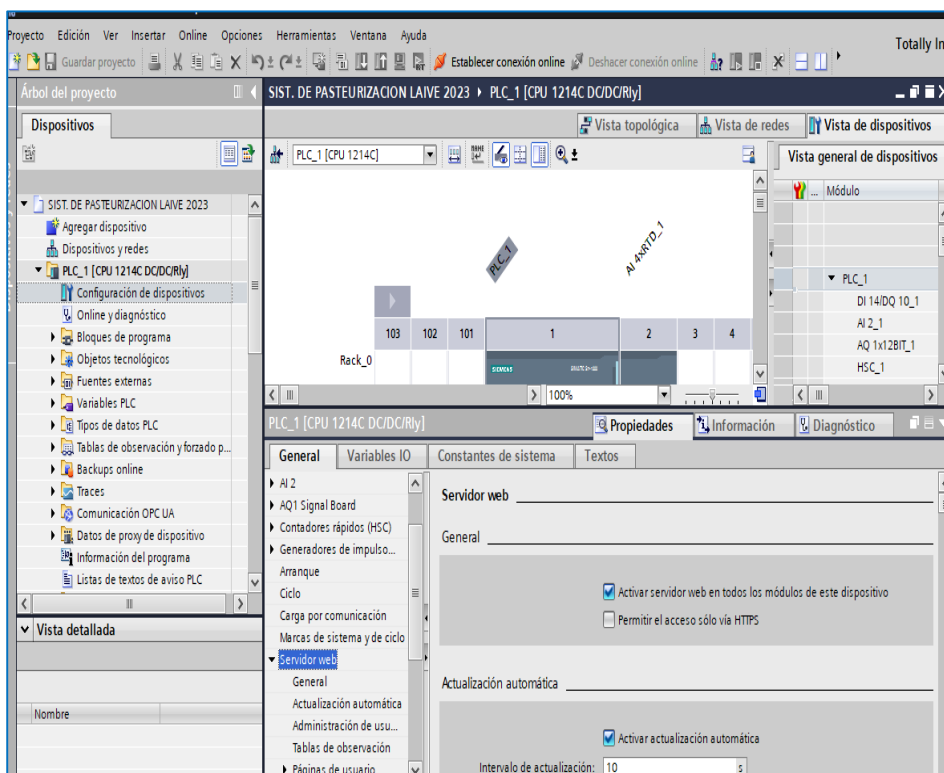 Proyecto Edición Ver Insertar Online Opciones Herramientas Ventana Ayuda
Guardar proyecto
Establecer conexión online
Deshacer conexión online
Totally In
Árbol del proyecto
Dispositivos
SIST. DE PASTEURIZACION LAIVE 2023
Agregar dispositivo
Dispositivos y redes
PLC_1 [CPU 1214C DC/DC/Rly]
Configuración de dispositivos
Online y diagnóstico
Bloques de programa
Objetos tecnológicos
Fuentes externas
Variables PLC
Tipos de datos PLC
Tablas de observación y forzado p...
Backups online
Traces
Comunicación OPC UA
Datos de proxy de dispositivo
Información del programa
Listas de textos de aviso PLC
Vista detallada
Nombre
SIST. DE PASTEURIZACION LAIVE 2023 PLC_1 [CPU 1214C DC/DC/Rly]
Vista topológica
Vista de redes
Vista de dispositivos
PLC_1 [CPU 1214C]
PLC_1
AI 4xRTD_1
103 102 101 1 2 3 4
Rack_0
SIEMENS
100%
Vista general de dispositivos
... Módulo
PLC_1
DI 14/DQ 10_1
AI 2_1
AQ 1x12BIT_1
HSC_1
PLC_1 [CPU 1214C DC/DC/Rly]
Propiedades
Información
Diagnóstico
General
Variables IO
Constantes de sistema
Textos
AI 2
AQ1 Signal Board
Contadores rápidos (HSC)
Generadores de impulso...
Arranque
Ciclo
Carga por comunicación
Marcas de sistema y de ciclo
Servidor web
General
Actualización automática
Administración de usu...
Tablas de observación
Páginas de usuario
Servidor web
General
Activar servidor web en todos los módulos de este dispositivo
Permitir el acceso sólo vía HTTPS
Actualización automática
Activar actualización automática
Intervalo de actualización: 10 s